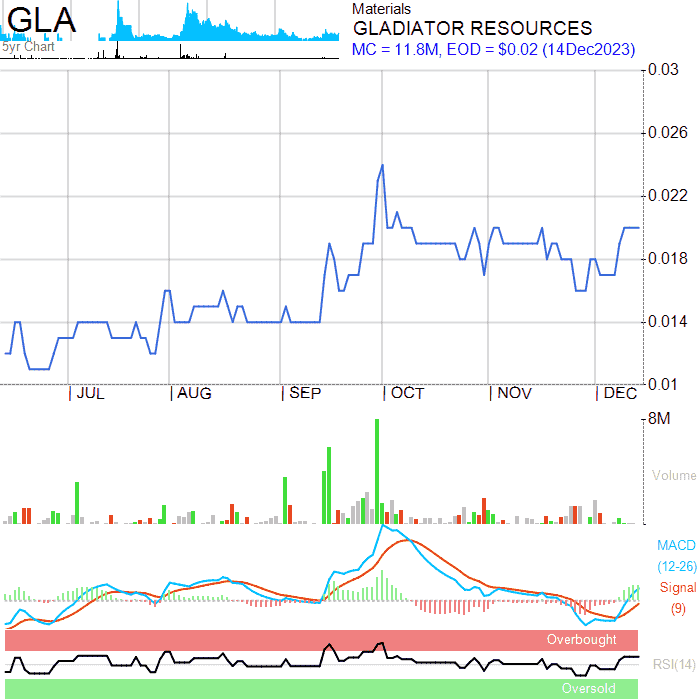 GLA
5yr Chart
Materials
GLADIATOR RESOURCES
MC = 11.8M, EOD = $0.02 (14Dec2023)
0.03
0.026
0.022
0.018
0.014
0.01
JUL AUG SEP OCT NOV DEC
8M
Volume
MACD
(12-26)
Signal
(9)
Overbought
RSI(14)
Oversold